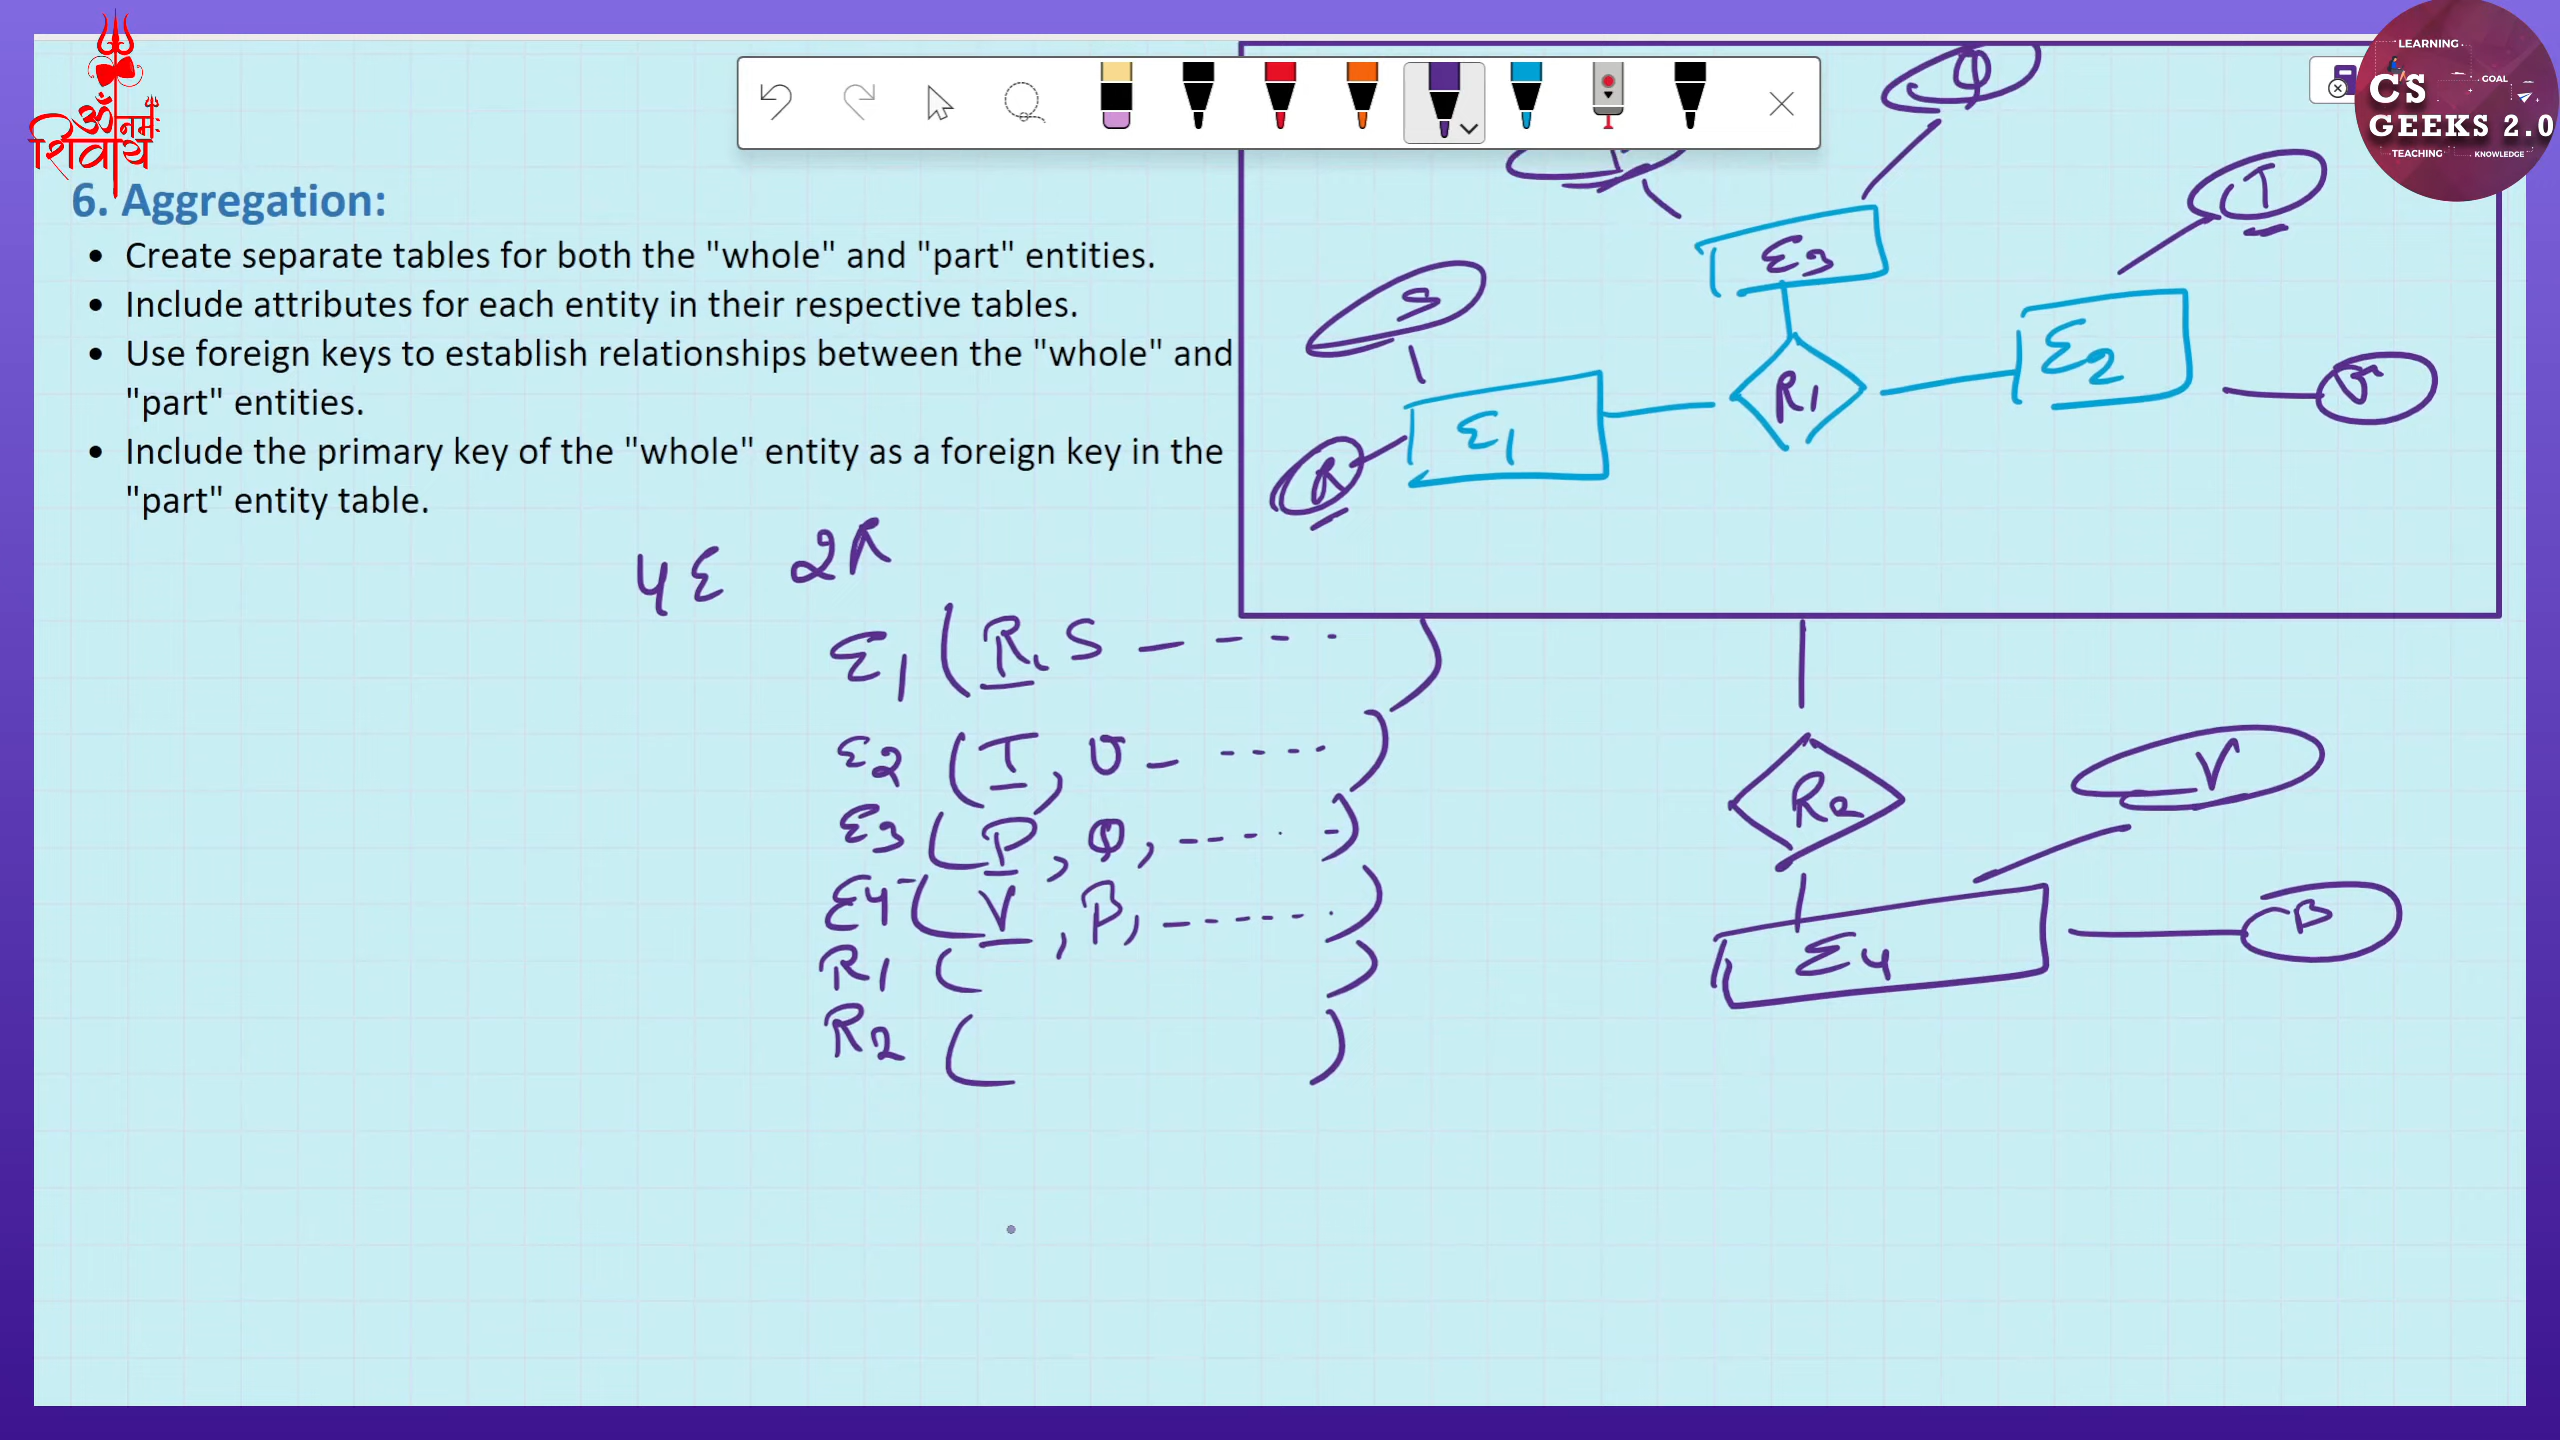 ॐ नमः
शिवाय
LEARNING
GOAL
CS
GEEKS 2.0
TEACHING
KNOWLEDGE
6. Aggregation:
• Create separate tables for both the "whole" and "part" entities.
• Include attributes for each entity in their respective tables.
• Use foreign keys to establish relationships between the "whole" and
"part" entities.
• Include the primary key of the "whole" entity as a foreign key in the
"part" entity table.
Q
T
E3
S
E2
R1
U
E1
R
4E 2R
E1 ( R, S - - - - - )
E2 ( T, U - - - - - )
E3 ( P, Q, - - - - - )
E4 ( V, B, - - - - - )
R1 ( )
R2 ( )
R2
V
B
E4